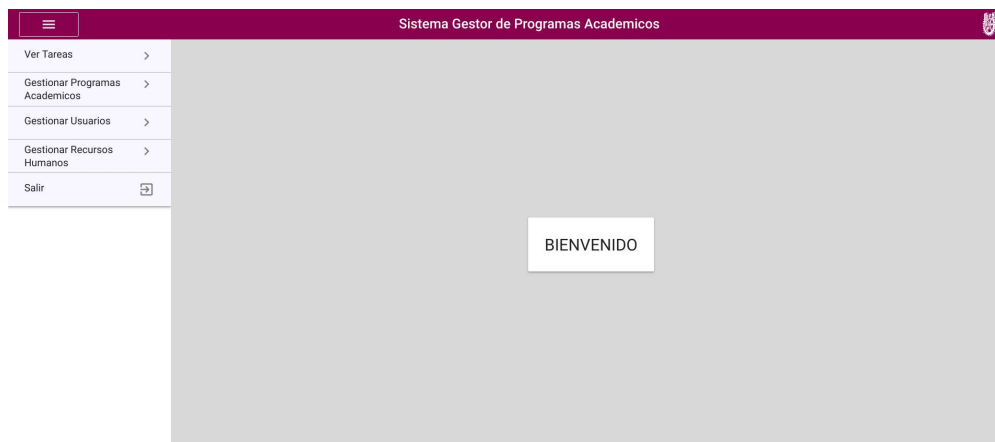 Sistema Gestor de Programas Academicos
Ver Tareas
Gestionar Programas
Academicos
Gestionar Usuarios
Gestionar Recursos
Humanos
Salir
BIENVENIDO